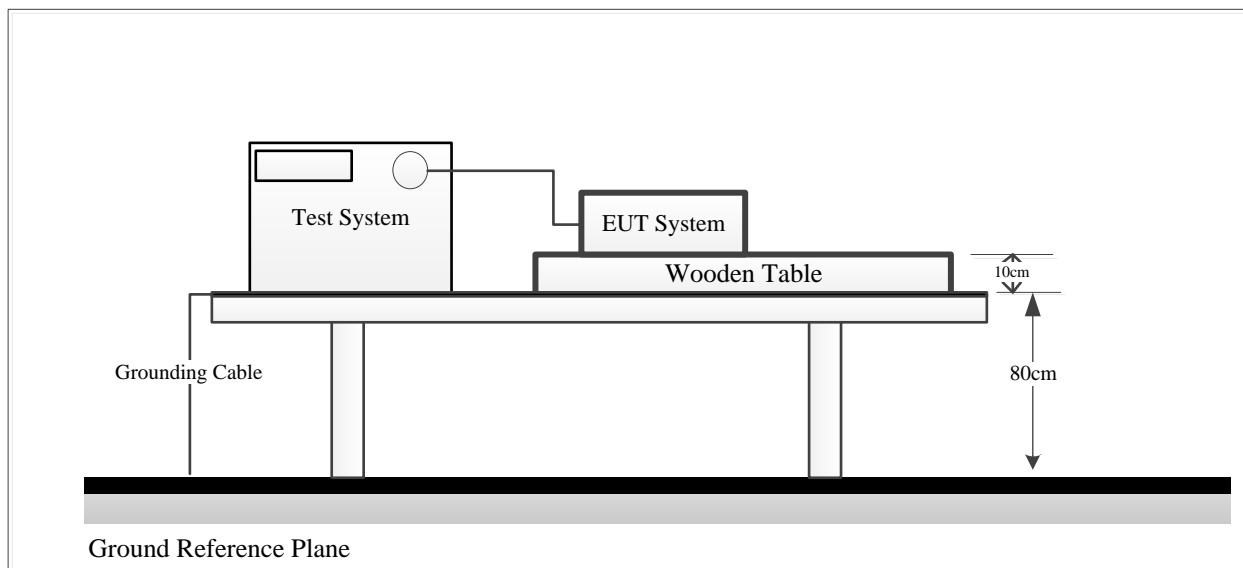 Test System
EUT System
Wooden Table
10cm
Grounding Cable
80cm
Ground Reference Plane